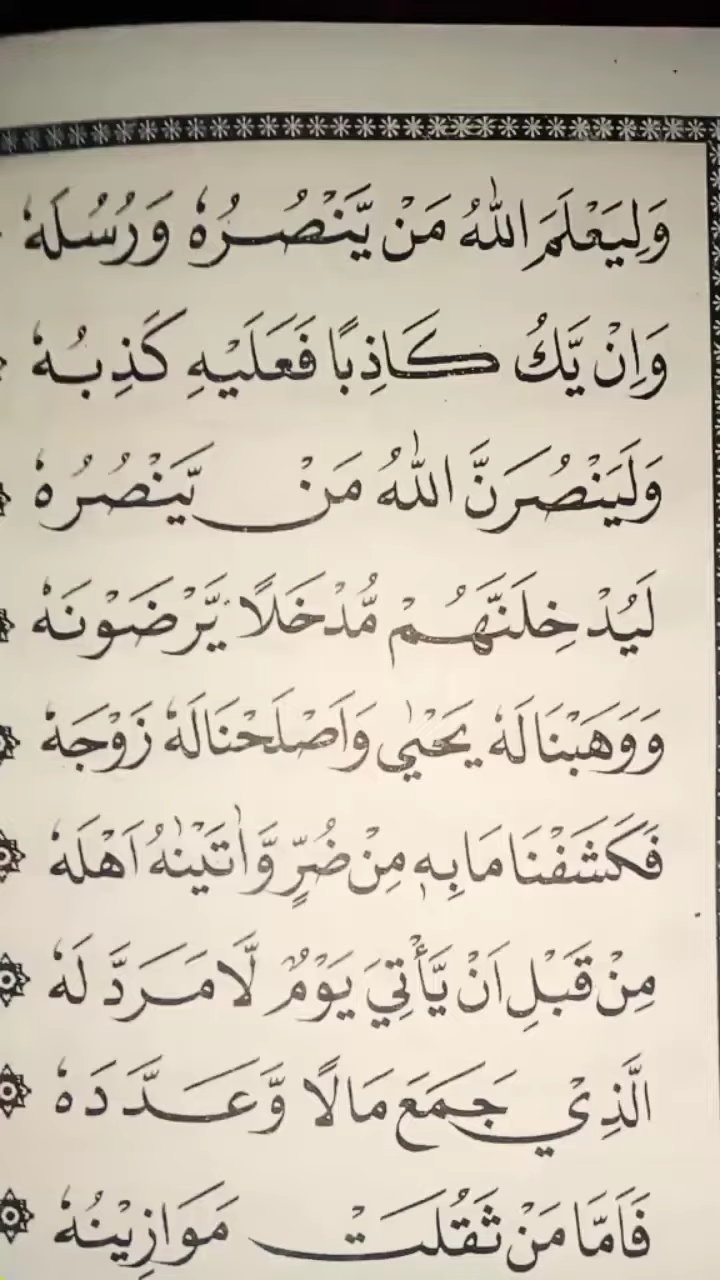 وَلِيَعْلَمَ اللّٰهُ مَنْ يَّنْصُرُهٗ وَرُسُلَهٗ
وَاِنْ يَّكُ كَاذِبًا فَعَلَيْهِ كَذِبُهٗ
وَلَيَنْصُرَنَّ اللّٰهُ مَنْ يَّنْصُرُهٗ
لَيُدْخِلَنَّهُمْ مُّدْخَلًا يَّرْضَوْنَهٗ
وَوَهَبْنَا لَهٗ يَحْيٰي وَاَصْلَحْنَا لَهٗ زَوْجَهٗ
فَكَشَفْنَا مَا بِهٖ مِنْ ضُرٍّ وَّاٰتَيْنٰهُ اَهْلَهٗ
مِنْ قَبْلِ اَنْ يَّأْتِيَ يَوْمٌ لَّا مَرَدَّ لَهٗ
الَّذِيْ جَمَعَ مَالًا وَّعَدَّدَهٗ
فَاَمَّا مَنْ ثَقُلَتْ مَوَازِيْنُهٗ